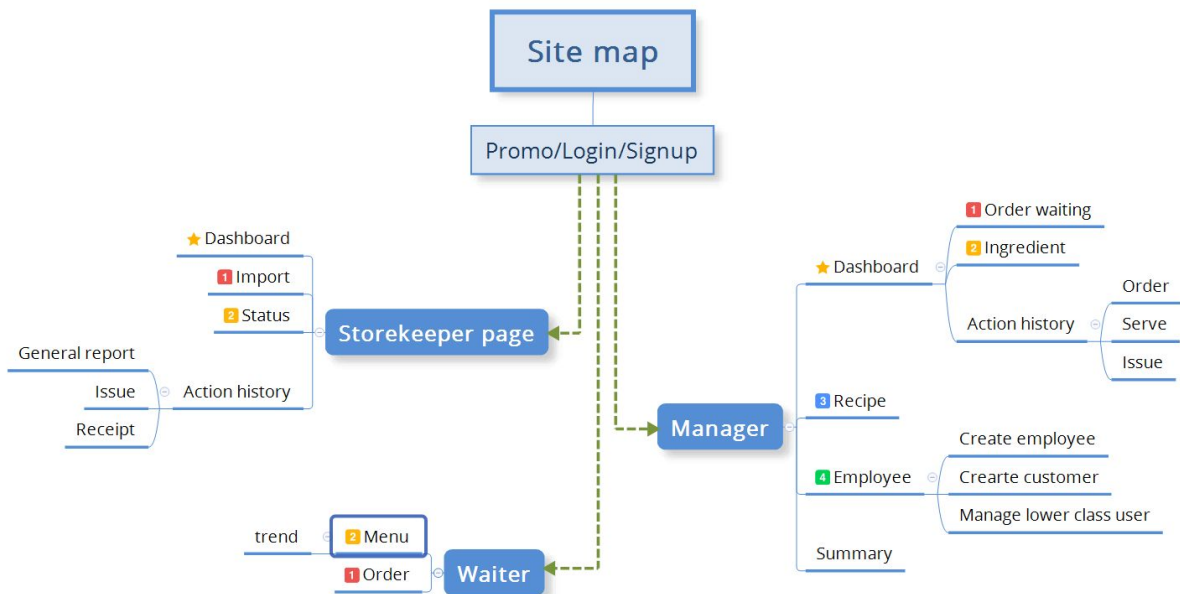 Site map
Promo/Login/Signup
Dashboard
1 Import
2 Status
Action history
General report
Issue
Receipt
Storekeeper page
Manager
Dashboard
1 Order waiting
2 Ingredient
Action history
Order
Serve
Issue
3 Recipe
4 Employee
Create employee
Crearte customer
Manage lower class user
Summary
Waiter
2 Menu
trend
1 Order